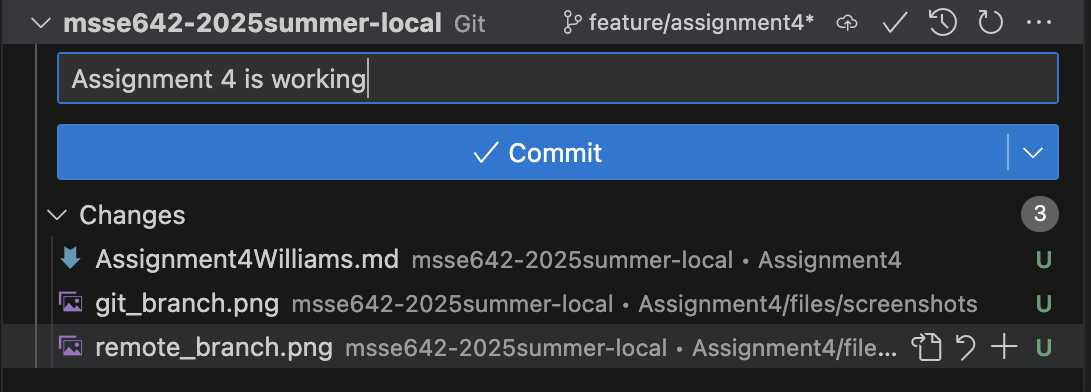 msse642-2025summer-local Git feature/assignment4*
Assignment 4 is working
Commit
Changes 3
Assignment4Williams.md msse642-2025summer-local • Assignment4 U
git_branch.png msse642-2025summer-local • Assignment4/files/screenshots U
remote_branch.png msse642-2025summer-local • Assignment4/file... U